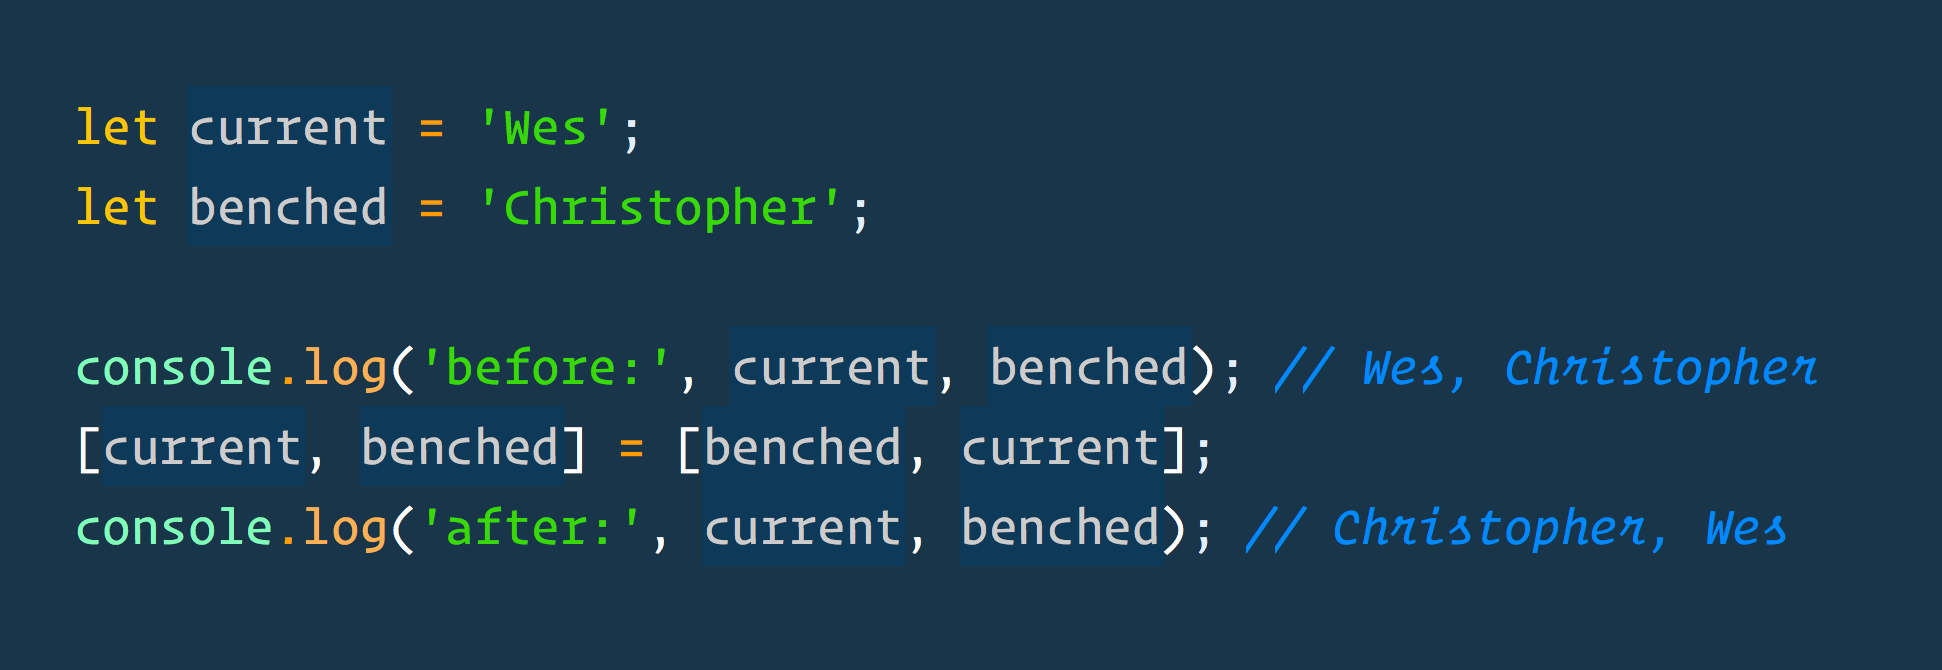 let current = 'Wes';
let benched = 'Christopher';
console.log('before:', current, benched); // Wes, Christopher
[current, benched] = [benched, current];
console.log('after:', current, benched); // Christopher, Wes